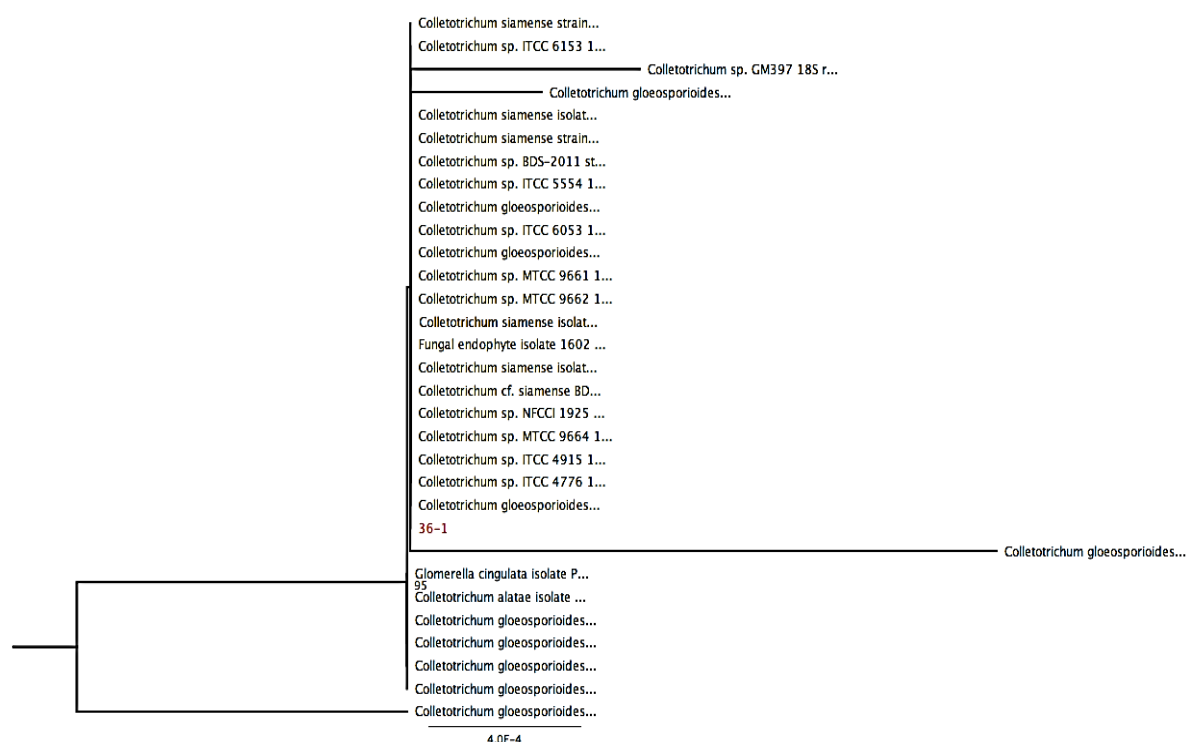 Colletotrichum siamense strain...
Colletotrichum sp. ITCC 6153 1...
Colletotrichum sp. GM397 18S r...
Colletotrichum gloeosporioides...
Colletotrichum siamense isolat...
Colletotrichum siamense strain...
Colletotrichum sp. BDS-2011 st...
Colletotrichum sp. ITCC 5554 1...
Colletotrichum gloeosporioides...
Colletotrichum sp. ITCC 6053 1...
Colletotrichum gloeosporioides...
Colletotrichum sp. MTCC 9661 1...
Colletotrichum sp. MTCC 9662 1...
Colletotrichum siamense isolat...
Fungal endophyte isolate 1602 ...
Colletotrichum siamense isolat...
Colletotrichum cf. siamense BD...
Colletotrichum sp. NFCCI 1925 ...
Colletotrichum sp. MTCC 9664 1...
Colletotrichum sp. ITCC 4915 1...
Colletotrichum sp. ITCC 4776 1...
Colletotrichum gloeosporioides...
36-1
Colletotrichum gloeosporioides...
Glomerella cingulata isolate P...
95
Colletotrichum alatae isolate ...
Colletotrichum gloeosporioides...
Colletotrichum gloeosporioides...
Colletotrichum gloeosporioides...
Colletotrichum gloeosporioides...
Colletotrichum gloeosporioides...
4.0E-4